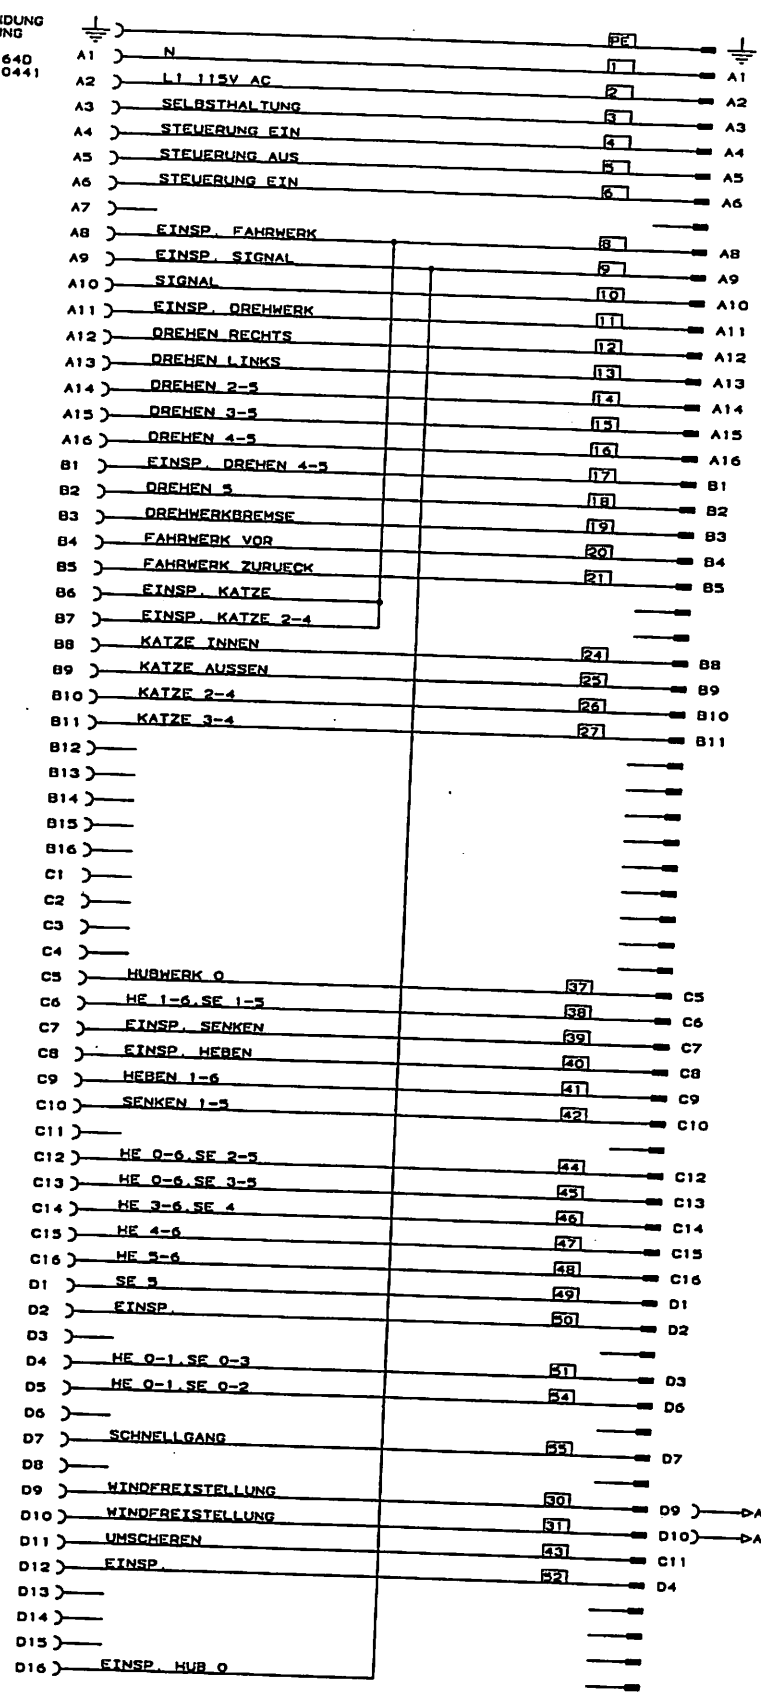 DUNG
NG
64D
0441
PE
A1 N 1 A1
A2 L1 115V AC 2 A2
A3 SELBSTHALTUNG 3 A3
A4 STEUERUNG EIN 4 A4
A5 STEUERUNG AUS 5 A5
A6 STEUERUNG EIN 6 A6
A7
A8 EINSP. FAHRWERK 8 A8
A9 EINSP. SIGNAL 9 A9
A10 SIGNAL 10 A10
A11 EINSP. DREHWERK 11 A11
A12 DREHEN RECHTS 12 A12
A13 DREHEN LINKS 13 A13
A14 DREHEN 2-5 14 A14
A15 DREHEN 3-5 15 A15
A16 DREHEN 4-5 16 A16
B1 EINSP. DREHEN 4-5 17 B1
B2 DREHEN 5 18 B2
B3 DREHWERKBREMSE 19 B3
B4 FAHRWERK VOR 20 B4
B5 FAHRWERK ZURUECK 21 B5
B6 EINSP. KATZE
B7 EINSP. KATZE 2-4
B8 KATZE INNEN 24 B8
B9 KATZE AUSSEN 25 B9
B10 KATZE 2-4 26 B10
B11 KATZE 3-4 27 B11
B12
B13
B14
B15
B16
C1
C2
C3
C4
C5 HUBWERK 0 37 C5
C6 HE 1-6.SE 1-5 38 C6
C7 EINSP. SENKEN 39 C7
C8 EINSP. HEBEN 40 C8
C9 HEBEN 1-6 41 C9
C10 SENKEN 1-5 42 C10
C11
C12 HE 0-6.SE 2-5 44 C12
C13 HE 0-6.SE 3-5 45 C13
C14 HE 3-6.SE 4 46 C14
C15 HE 4-6 47 C15
C16 HE 5-6 48 C16
D1 SE 5 49 D1
D2 EINSP. 50 D2
D3
D4 HE 0-1.SE 0-3 51 D3
D5 HE 0-1.SE 0-2 54 D6
D6
D7 SCHNELLGANG 55 D7
D8
D9 WINDFREISTELLUNG 30 D9 A
D10 WINDFREISTELLUNG 31 D10 A
D11 UMSCHEREN 43 C11
D12 EINSP. 52 D4
D13
D14
D15
D16 EINSP. HUB 0